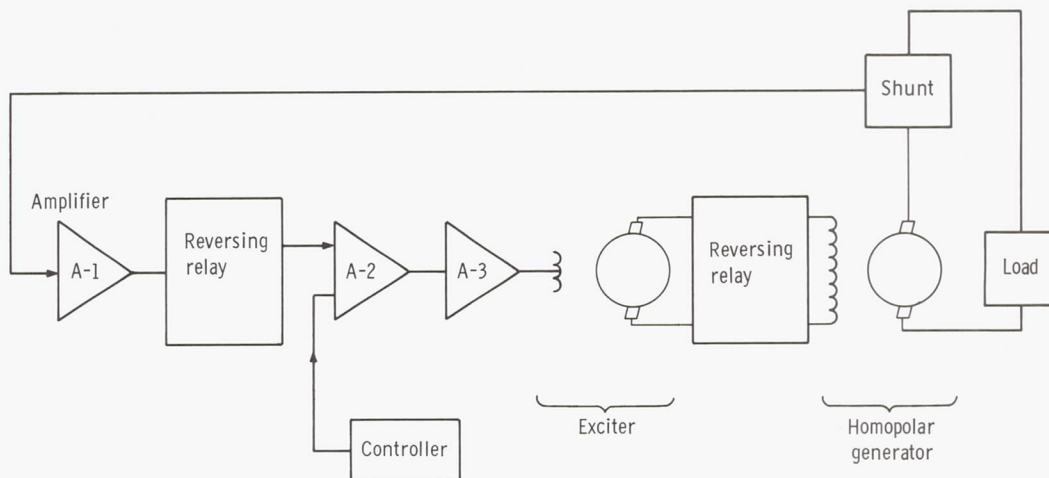 Shunt
Amplifier
A-1
Reversing
relay
A-2
A-3
Reversing
relay
Load
Controller
Exciter
Homopolar
generator